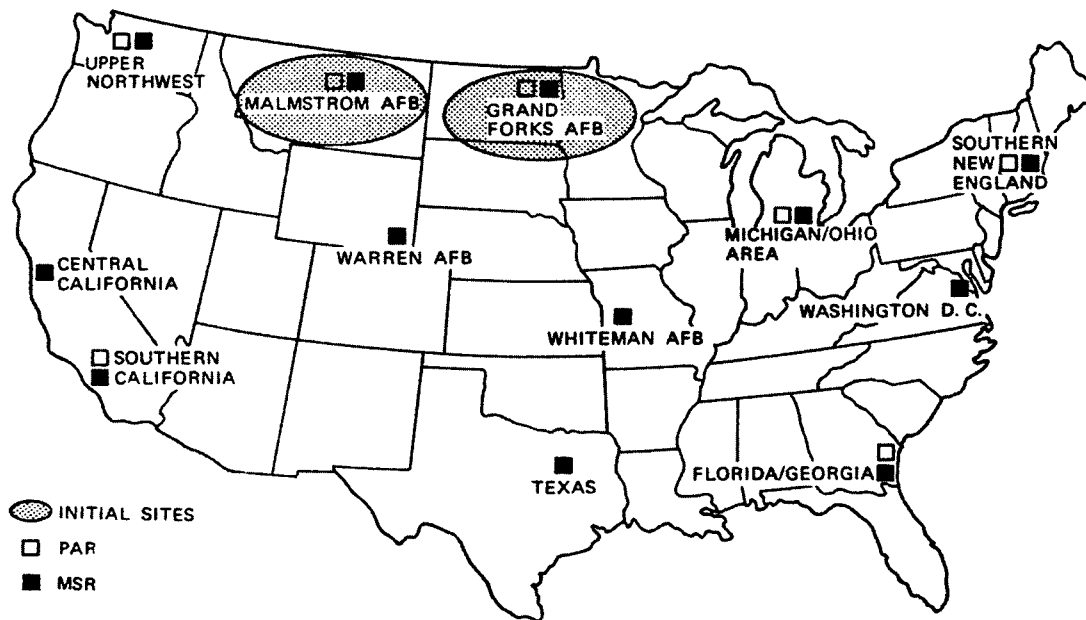 UPPER
NORTHWEST
MALMSTROM AFB
GRAND
FORKS AFB
SOUTHERN
NEW
ENGLAND
MICHIGAN/OHIO
AREA
WARREN AFB
CENTRAL
CALIFORNIA
WASHINGTON D. C.
WHITEMAN AFB
SOUTHERN
CALIFORNIA
TEXAS
FLORIDA/GEORGIA
INITIAL SITES
PAR
MSR